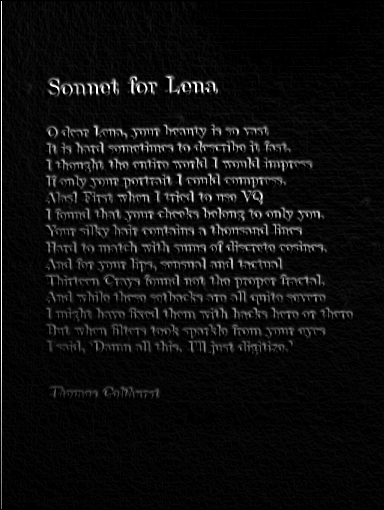 Sonnet for Lena
O dear Lena, your beauty is so vast
It is hard sometimes to describe it fast.
I thought the entire world I would impress
If only your portrait I could compress.
Alas! First when I tried to use VQ
I found that your cheeks belong to only you.
Your silky hair contains a thousand lines
Hard to match with sums of discrete cosines.
And for your lips, sensual and tactual
Thirteen Crays found not the proper fractal.
And while these setbacks are all quite severe
I might have fixed them with hacks here or there
But when filters took sparkle from your eyes
I said, 'Damn all this. I'll just digitize.'
Thomas Colthurst